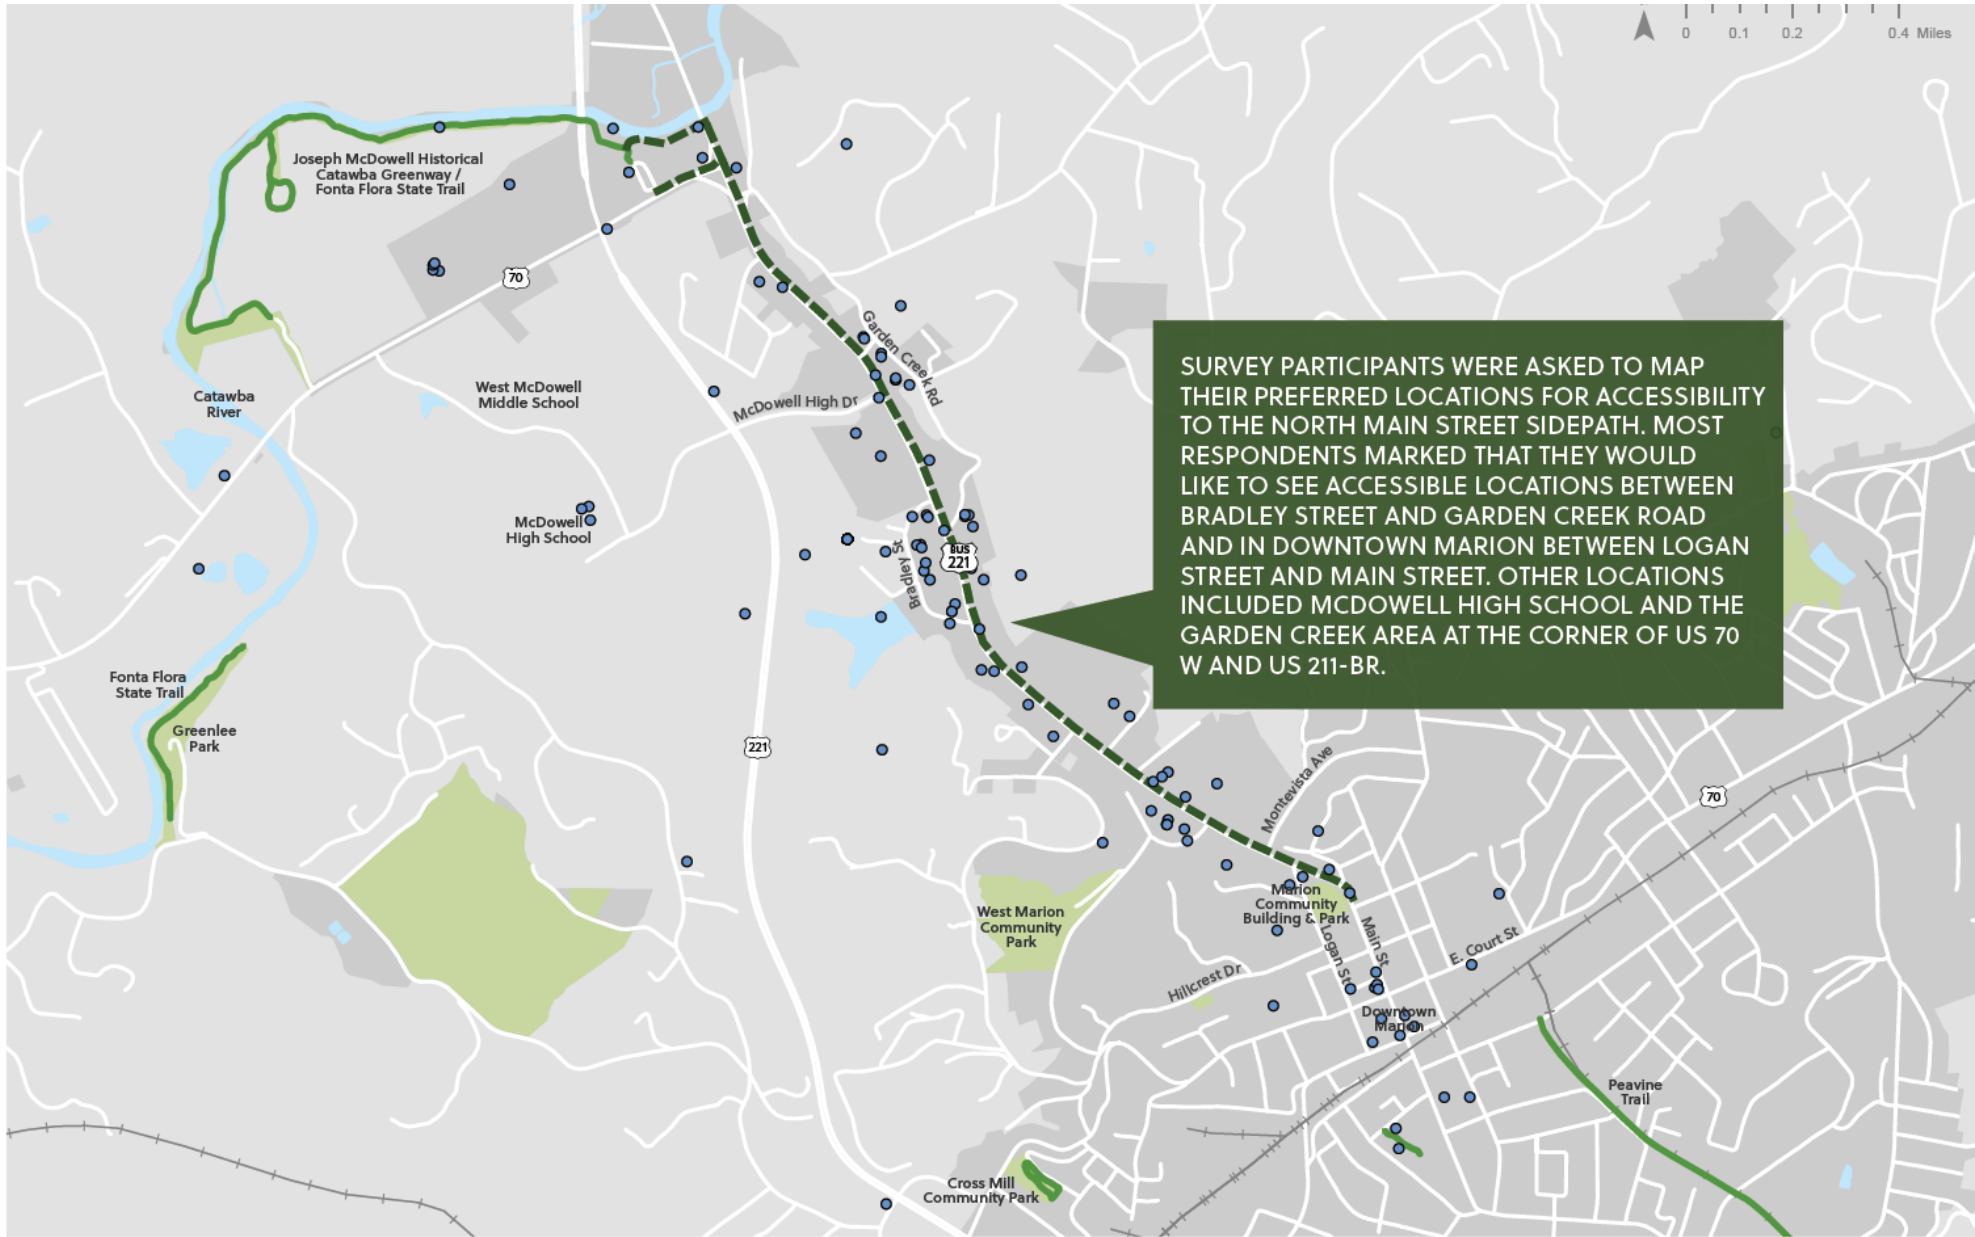 0 0.1 0.2 0.4 Miles
Joseph McDowell Historical
Catawba Greenway /
Fonta Flora State Trail
70
Garden Creek Rd
West McDowell
Middle School
McDowell High Dr
Catawba
River
SURVEY PARTICIPANTS WERE ASKED TO MAP
THEIR PREFERRED LOCATIONS FOR ACCESSIBILITY
TO THE NORTH MAIN STREET SIDEPATH. MOST
RESPONDENTS MARKED THAT THEY WOULD
LIKE TO SEE ACCESSIBLE LOCATIONS BETWEEN
BRADLEY STREET AND GARDEN CREEK ROAD
AND IN DOWNTOWN MARION BETWEEN LOGAN
STREET AND MAIN STREET. OTHER LOCATIONS
INCLUDED MCDOWELL HIGH SCHOOL AND THE
GARDEN CREEK AREA AT THE CORNER OF US 70
W AND US 211-BR.
McDowell
High School
BUS
221
Bradley St
Fonta Flora
State Trail
Greenlee
Park
221
70
Montevista Ave
Marion
Community
Building & Park
West Marion
Community
Park
Logan St
Main St
E. Court St
Hillcrest Dr
Downtown
Marion
Peavine
Trail
Cross Mill
Community Park